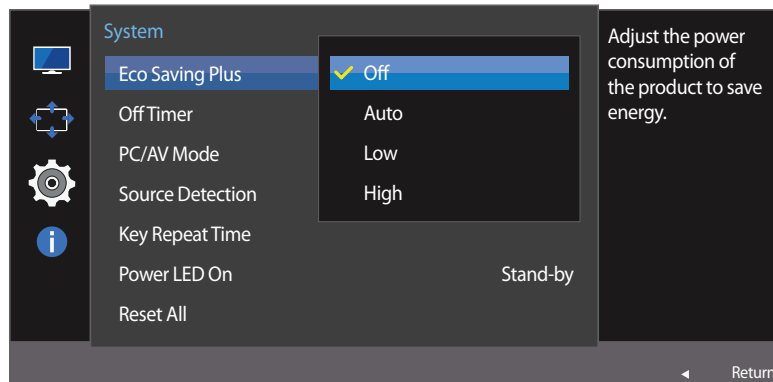 System
Eco Saving Plus
Off
Off Timer
Auto
PC/AV Mode
Low
Source Detection
High
Key Repeat Time
Power LED On
Stand-by
Reset All
Adjust the power
consumption of
the product to save
energy.
Return